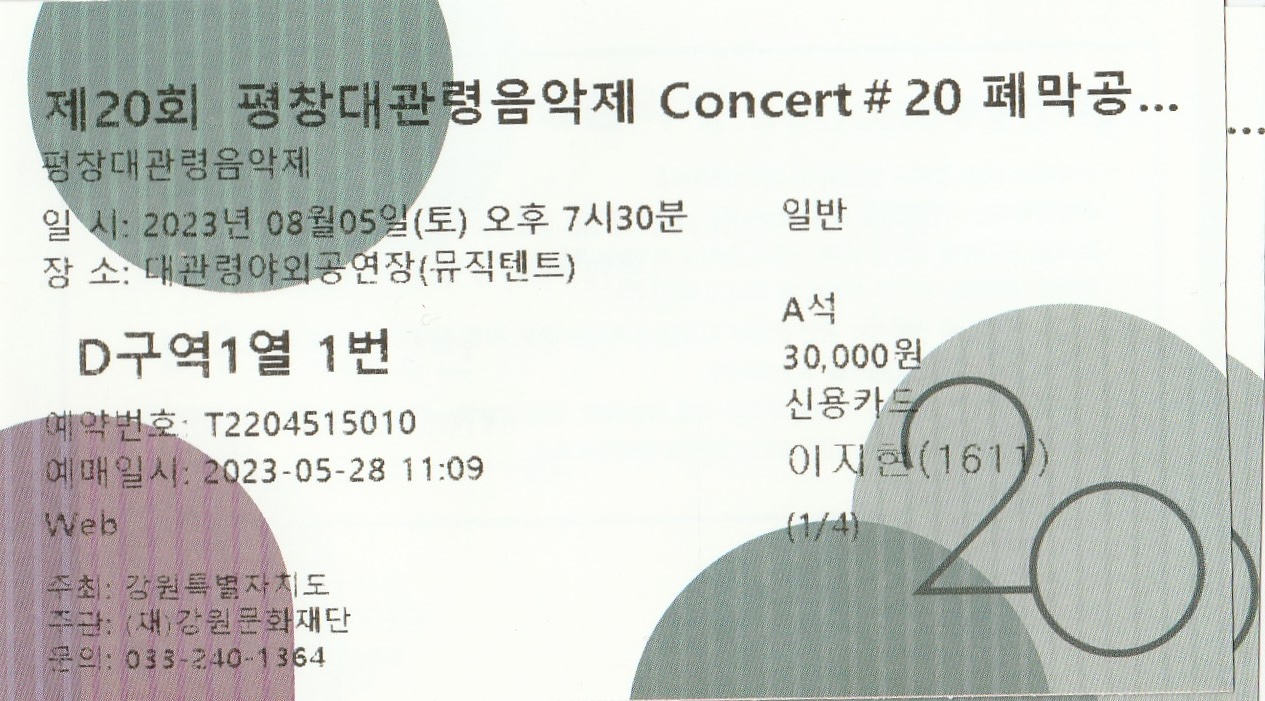 제20회 평창대관령음악제 Concert # 20 폐막공...
평창대관령음악제
일 시: 2023년 08월05일(토) 오후 7시30분
장 소: 대관령야외공연장(뮤직텐트)
D구역1열 1번
예약번호: T2204515010
예매일시: 2023-05-28 11:09
Web
주최: 강원특별자치도
주관: (재)강원문화재단
문의: 033-240-1364
일반
A석
30,000원
신용카드
이지현(1611)
(1/4)
20
...